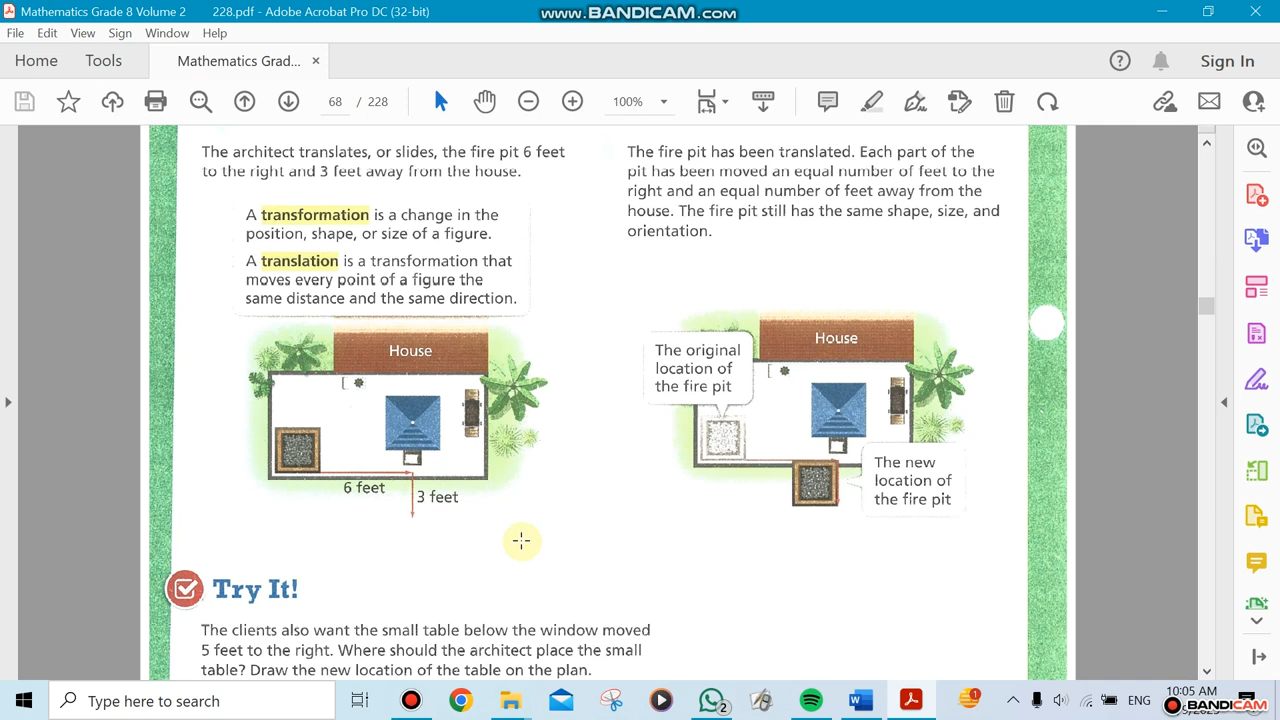 Mathematics Grade 8 Volume 2 228.pdf - Adobe Acrobat Pro DC (32-bit)
www.BANDICAM.com
File Edit View Sign Window Help
Home Tools Mathematics Grad... × Sign In
68 / 228 100%
The architect translates, or slides, the fire pit 6 feet
to the right and 3 feet away from the house.
A transformation is a change in the
position, shape, or size of a figure.
A translation is a transformation that
moves every point of a figure the
same distance and the same direction.
House
6 feet
3 feet
The fire pit has been translated. Each part of the
pit has been moved an equal number of feet to the
right and an equal number of feet away from the
house. The fire pit still has the same shape, size, and
orientation.
House
The original
location of
the fire pit
The new
location of
the fire pit
Try It!
The clients also want the small table below the window moved
5 feet to the right. Where should the architect place the small
table? Draw the new location of the table on the plan.
Type here to search
2
1
ENG
10:05 AM
BANDICAM